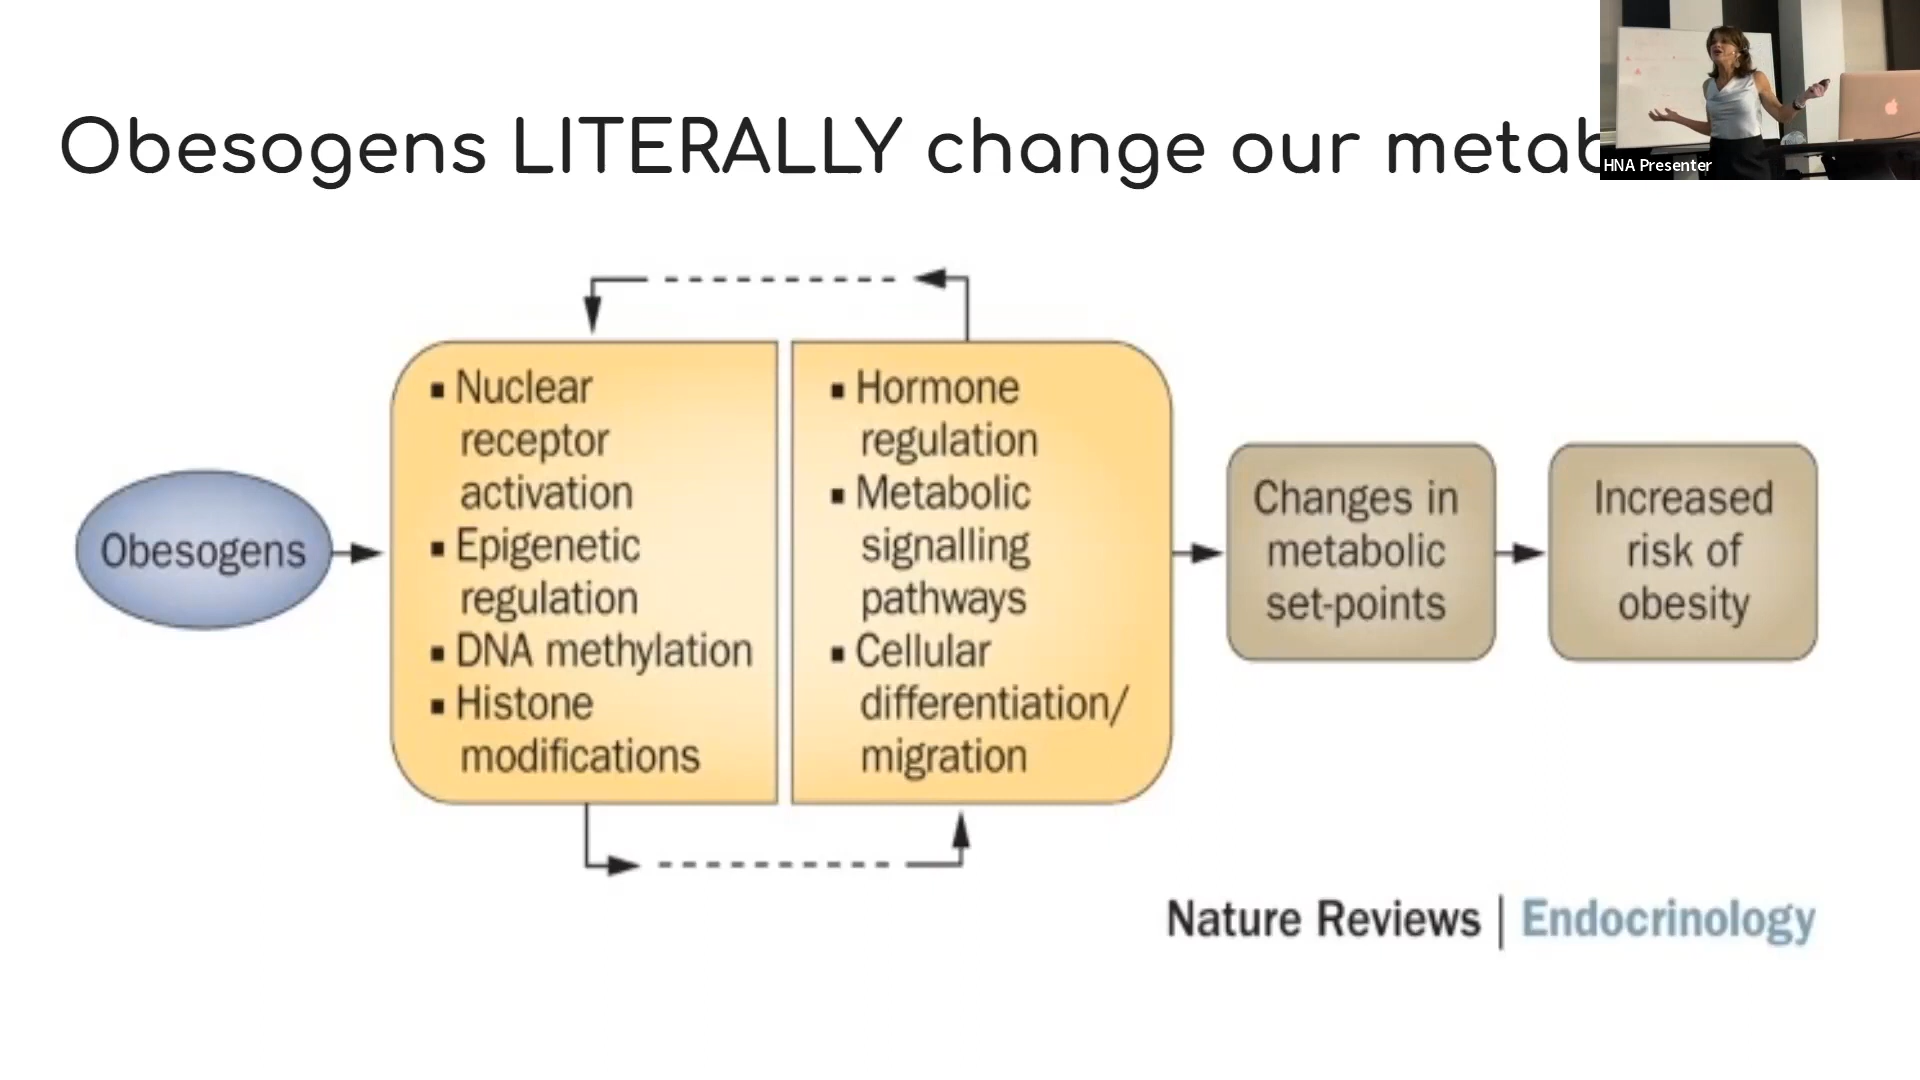 Obesogens LITERALLY change our metab
HNA Presenter
Obesogens
▪ Nuclear
receptor
activation
▪ Epigenetic
regulation
▪ DNA methylation
▪ Histone
modifications
▪ Hormone
regulation
▪ Metabolic
signalling
pathways
▪ Cellular
differentiation/
migration
Changes in
metabolic
set-points
Increased
risk of
obesity
Nature Reviews | Endocrinology